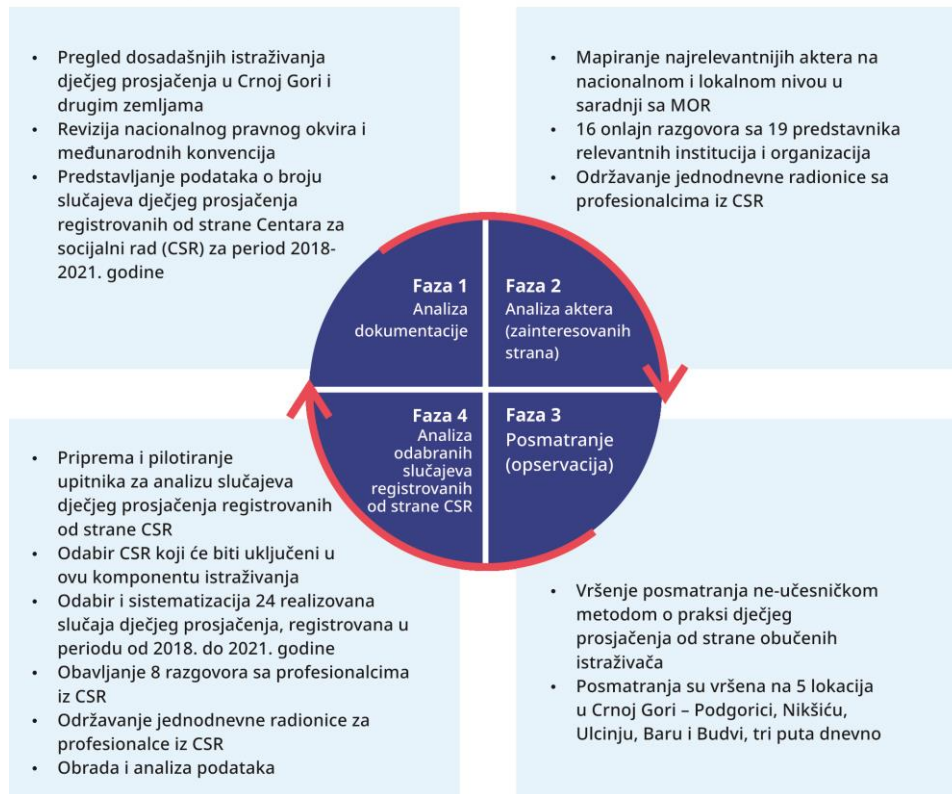 • Pregled dosadašnjih istraživanja
dječjeg prosjačenja u Crnoj Gori i
drugim zemljama
• Revizija nacionalnog pravnog okvira i
međunarodnih konvencija
• Predstavljanje podataka o broju
slučajeva dječjeg prosjačenja
registrovanih od strane Centara za
socijalni rad (CSR) za period 2018-
2021. godine
• Mapiranje najrelevantnijih aktera na
nacionalnom i lokalnom nivou u
saradnji sa MOR
• 16 onlajn razgovora sa 19 predstavnika
relevantnih institucija i organizacija
• Održavanje jednodnevne radionice sa
profesionalcima iz CSR
Faza 1
Analiza
dokumentacije
Faza 2
Analiza aktera
(zainteresovanih
strana)
Faza 4
Analiza
odabranih
slučajeva
registrovanih
od strane CSR
Faza 3
Posmatranje
(opservacija)
• Priprema i pilotiranje
upitnika za analizu slučajeva
dječjeg prosjačenja registrovanih
od strane CSR
• Odabir CSR koji će biti uključeni u
ovu komponentu istraživanja
• Odabir i sistematizacija 24 realizovana
slučaja dječjeg prosjačenja, registrovana u
periodu od 2018. do 2021. godine
• Obavljanje 8 razgovora sa profesionalcima
iz CSR
• Održavanje jednodnevne radionice za
profesionalce iz CSR
• Obrada i analiza podataka
• Vršenje posmatranja ne-učesničkom
metodom o praksi dječjeg
prosjačenja od strane obučenih
istraživača
• Posmatranja su vršena na 5 lokacija
u Crnoj Gori – Podgorici, Nikšiću,
Ulcinju, Baru i Budvi, tri puta dnevno